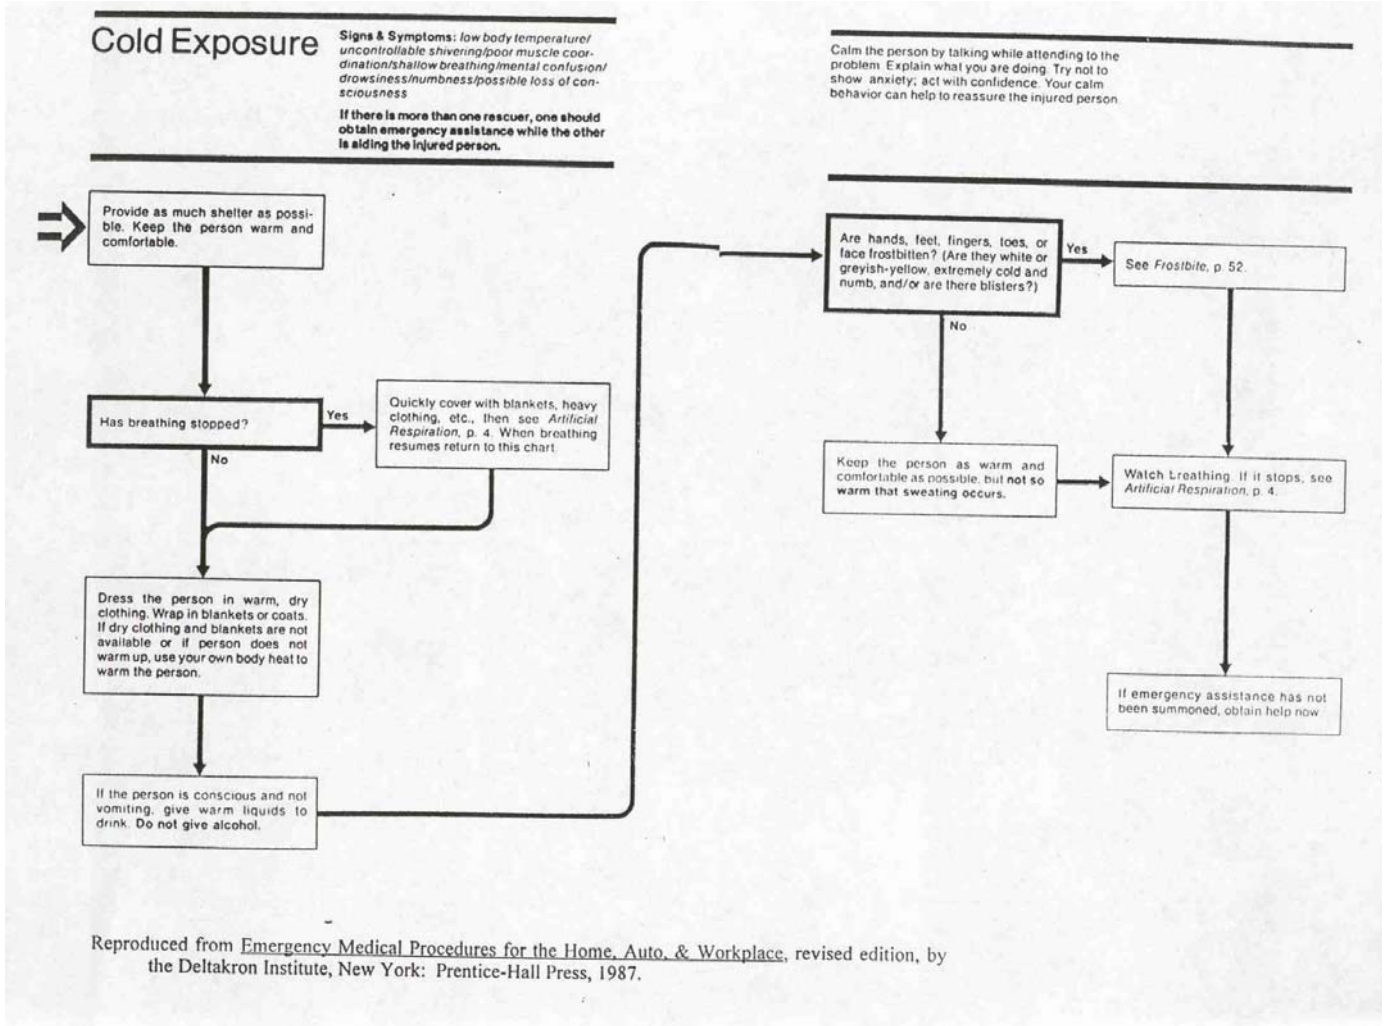 Cold Exposure
Signs & Symptoms: low body temperature/
uncontrollable shivering/poor muscle coor-
dination/shallow breathing/mental confusion/
drowsiness/numbness/possible loss of con-
sciousness
If there is more than one rescuer, one should
obtain emergency assistance while the other
is aiding the injured person.
Calm the person by talking while attending to the
problem. Explain what you are doing. Try not to
show anxiety; act with confidence. Your calm
behavior can help to reassure the injured person.
Provide as much shelter as possi-
ble. Keep the person warm and
comfortable.
Has breathing stopped?
Yes
Quickly cover with blankets, heavy
clothing, etc., then see Artificial
Respiration, p. 4. When breathing
resumes return to this chart.
No
Dress the person in warm, dry
clothing. Wrap in blankets or coats.
If dry clothing and blankets are not
available or if person does not
warm up, use your own body heat to
warm the person.
If the person is conscious and not
vomiting, give warm liquids to
drink. Do not give alcohol.
Are hands, feet, fingers, toes, or
face frostbitten? (Are they white or
greyish-yellow, extremely cold and
numb, and/or are there blisters?)
Yes
See Frostbite, p. 52.
No
Keep the person as warm and
comfortable as possible, but not so
warm that sweating occurs.
Watch breathing. If it stops, see
Artificial Respiration, p. 4.
If emergency assistance has not
been summoned, obtain help now
Reproduced from Emergency Medical Procedures for the Home, Auto, & Workplace, revised edition, by
the Deltakron Institute, New York: Prentice-Hall Press, 1987.